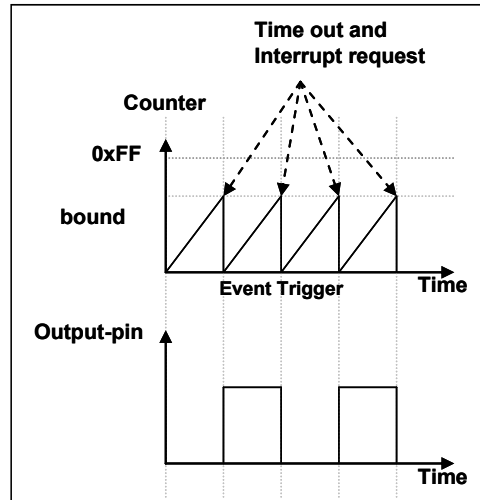 Time out and
Interrupt request
Counter
0xFF
bound
Event Trigger
Time
Output-pin
Time